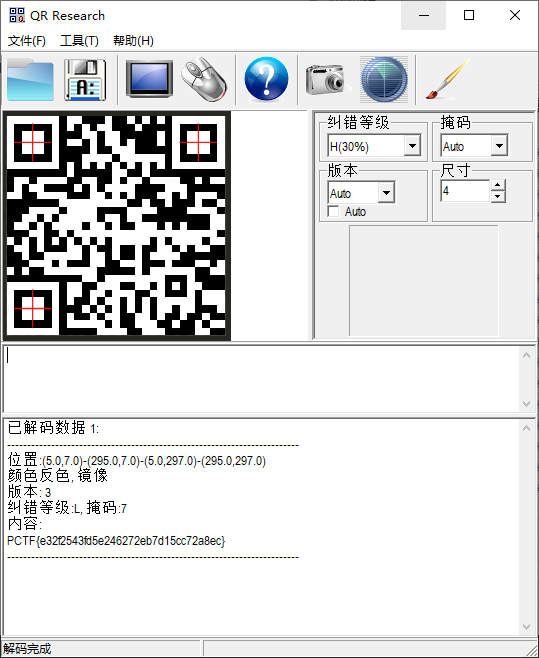 QR Research
文件(F) 工具(T) 帮助(H)
A:
纠错等级
掩码
H(30%)
Auto
版本
尺寸
Auto
4
Auto
已解码数据 1:
------------------------------------------------------------------------
位置:(5.0,7.0)-(295.0,7.0)-(5.0,297.0)-(295.0,297.0)
颜色反色, 镜像
版本: 3
纠错等级:L, 掩码:7
内容:
PCTF{e32f2543fd5e246272eb7d15cc72a8ec}
------------------------------------------------------------------------
解码完成